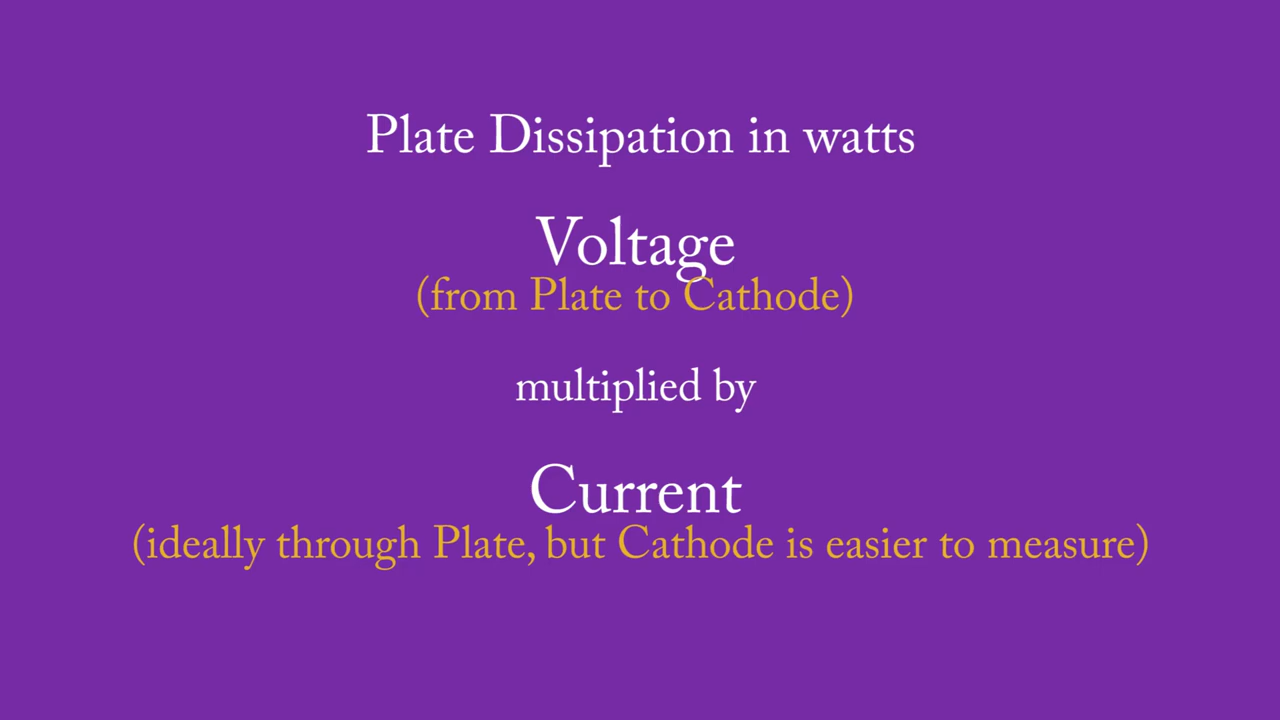 Plate Dissipation in watts
Voltage
(from Plate to Cathode)
multiplied by
Current
(ideally through Plate, but Cathode is easier to measure)